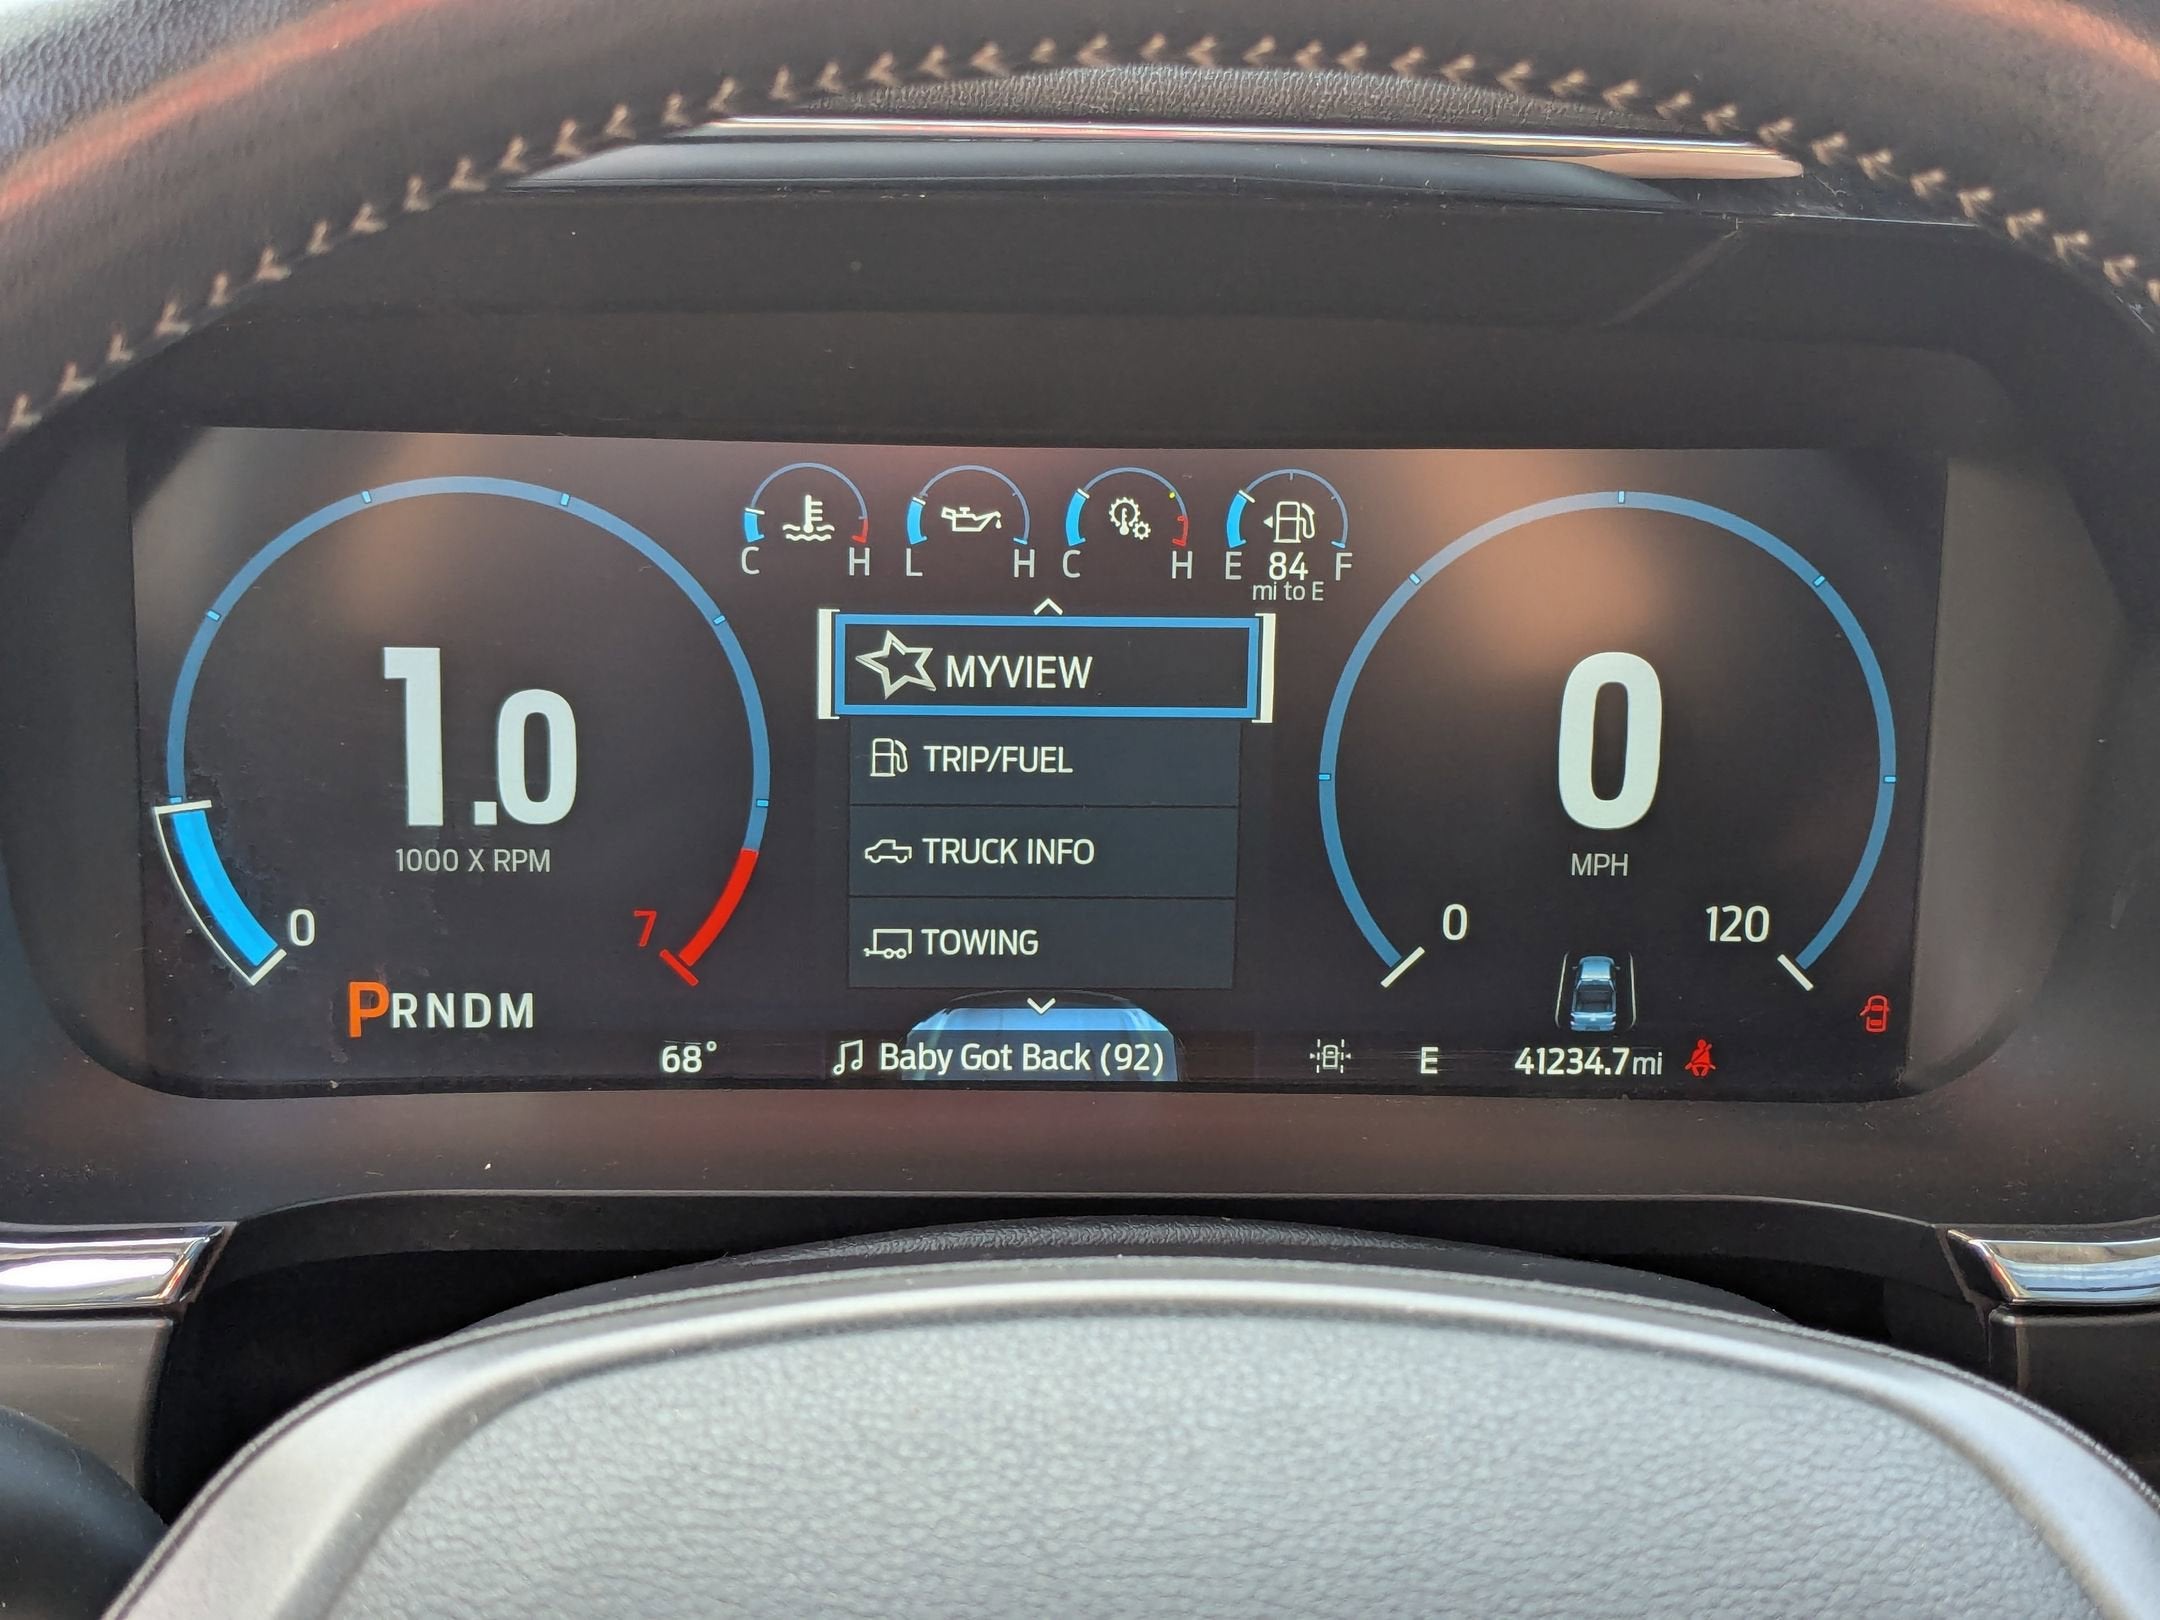 C H L H C H E 84 F
mi to E
MYVIEW
TRIP/FUEL
TRUCK INFO
TOWING
1.0
1000 X RPM
0 7
PRNDM
0
MPH
0 120
68° Baby Got Back (92) E 41234.7mi